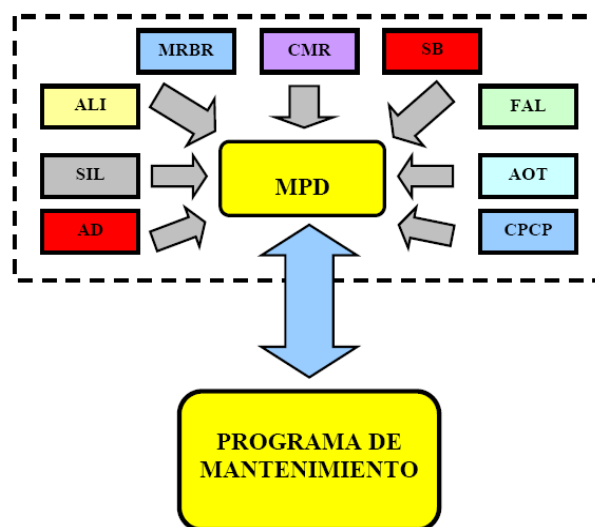 MRBR
CMR
SB
ALI
FAL
SIL
MPD
AOT
AD
CPCP
PROGRAMA DE
MANTENIMIENTO